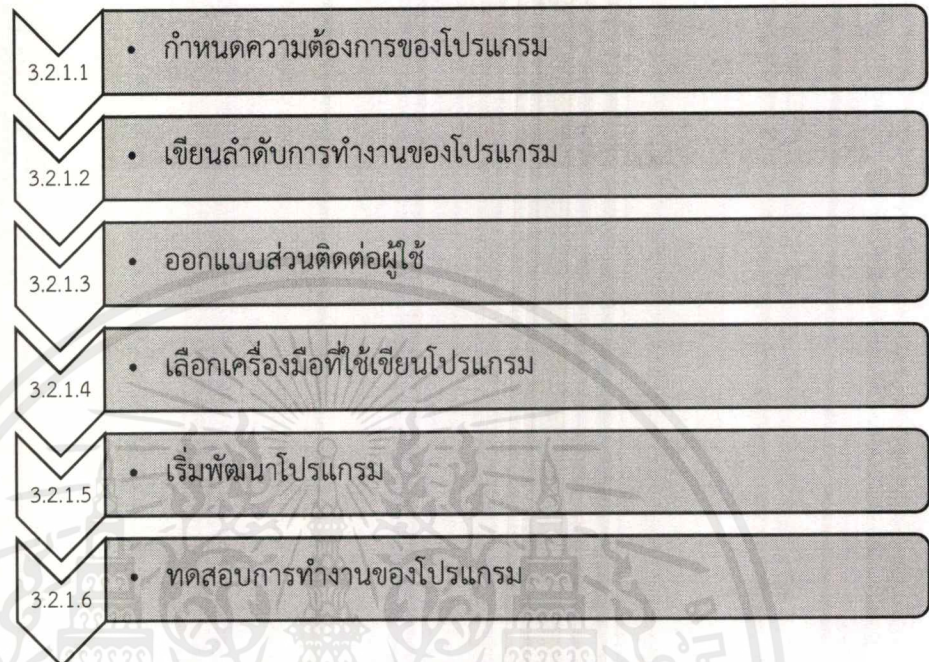 3.2.1.1 • กำหนดความต้องการของโปรแกรม
3.2.1.2 • เขียนลำดับการทำงานของโปรแกรม
3.2.1.3 • ออกแบบส่วนติดต่อผู้ใช้
3.2.1.4 • เลือกเครื่องมือที่ใช้เขียนโปรแกรม
3.2.1.5 • เริ่มพัฒนาโปรแกรม
3.2.1.6 • ทดสอบการทำงานของโปรแกรม